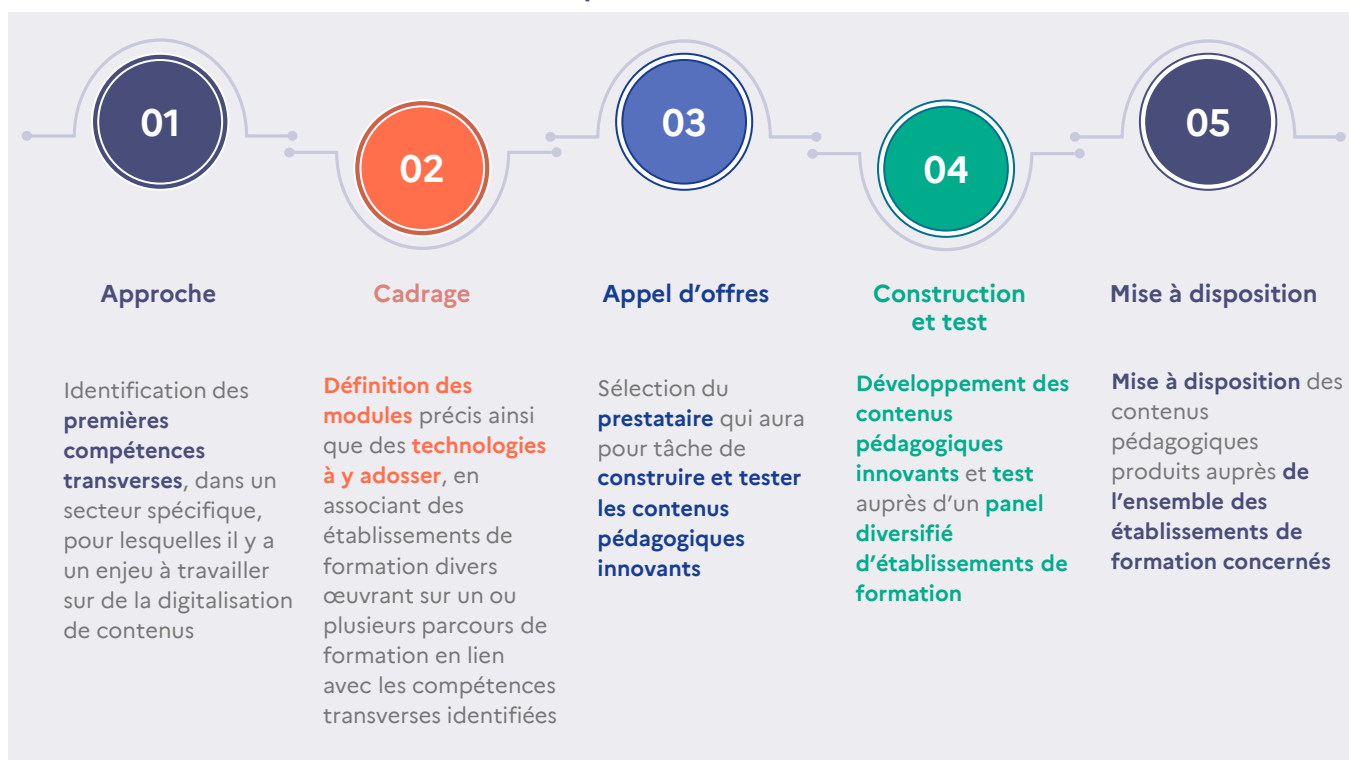 01
Approche
Identification des
premières
compétences
transverses, dans un
secteur spécifique,
pour lesquelles il y a
un enjeu à travailler
sur de la digitalisation
de contenus
02
Cadrage
Définition des
modules précis ainsi
que des technologies
à y adosser, en
associant des
établissements de
formation divers
œuvrant sur un ou
plusieurs parcours de
formation en lien
avec les compétences
transverses identifiées
03
Appel d’offres
Sélection du
prestataire qui aura
pour tâche de
construire et tester
les contenus
pédagogiques
innovants
04
Construction
et test
Développement des
contenus
pédagogiques
innovants et test
auprès d’un panel
diversifié
d’établissements de
formation
05
Mise à disposition
Mise à disposition des
contenus
pédagogiques
produits auprès de
l’ensemble des
établissements de
formation concernés